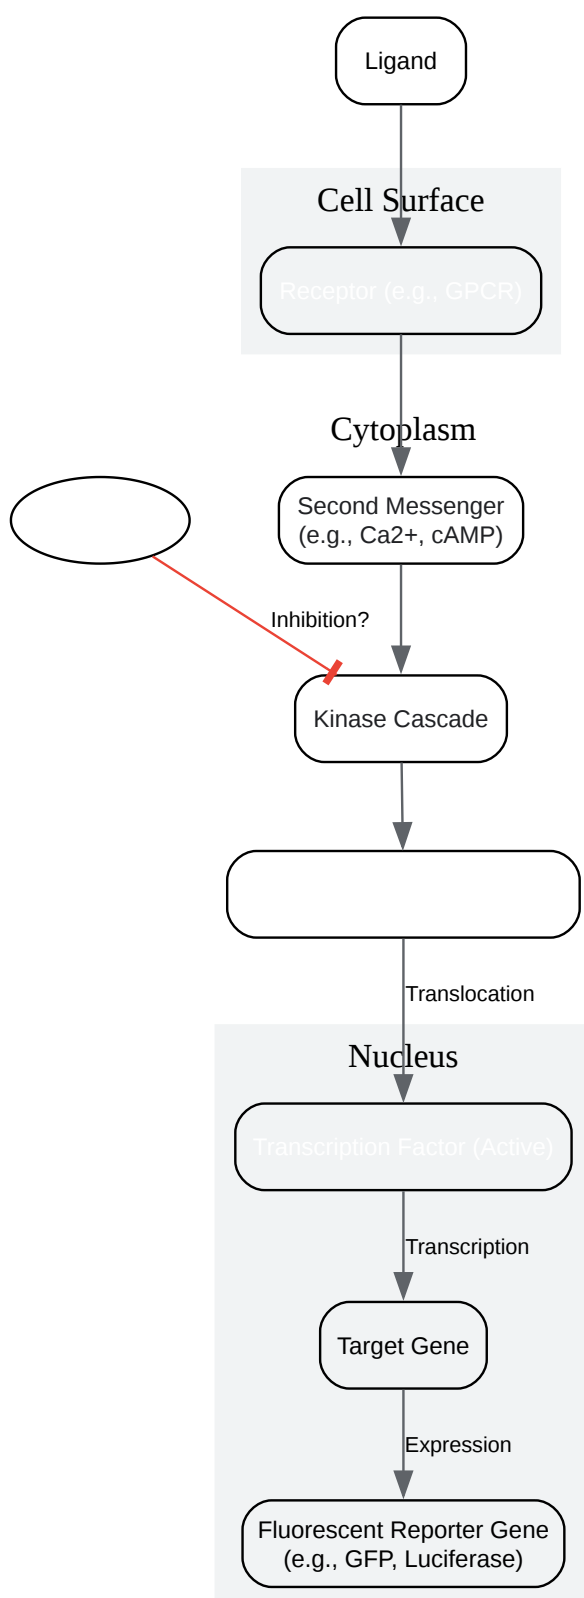 Ligand
Cell Surface
Receptor (e.g., GPCR)
Cytoplasm
Second Messenger
(e.g., Ca2+, cAMP)
Inhibition?
Kinase Cascade
Translocation
Nucleus
Transcription Factor (Active)
Transcription
Target Gene
Expression
Fluorescent Reporter Gene
(e.g., GFP, Luciferase)